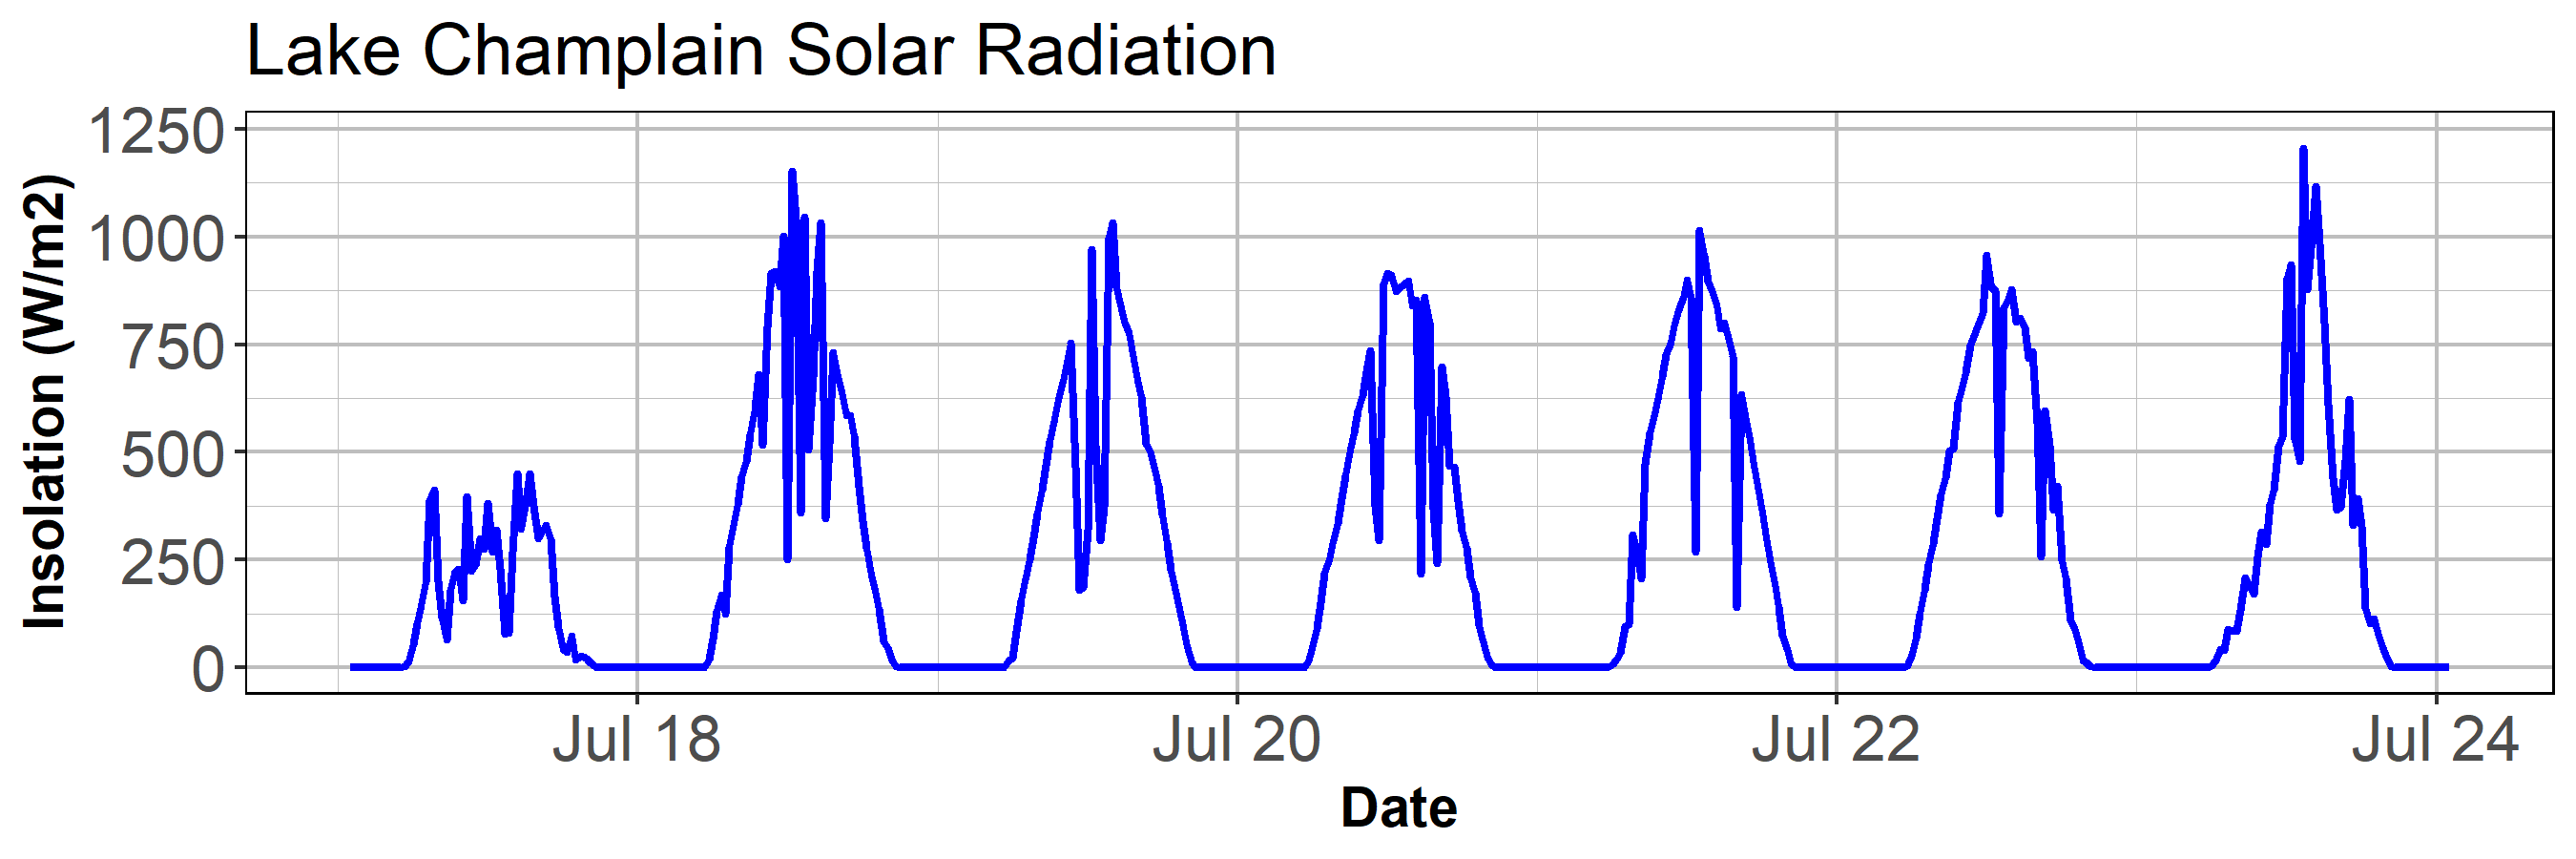 Lake Champlain Solar Radiation
Insolation (W/m2)
1250
1000
750
500
250
0
Jul 18
Jul 20
Jul 22
Jul 24
Date